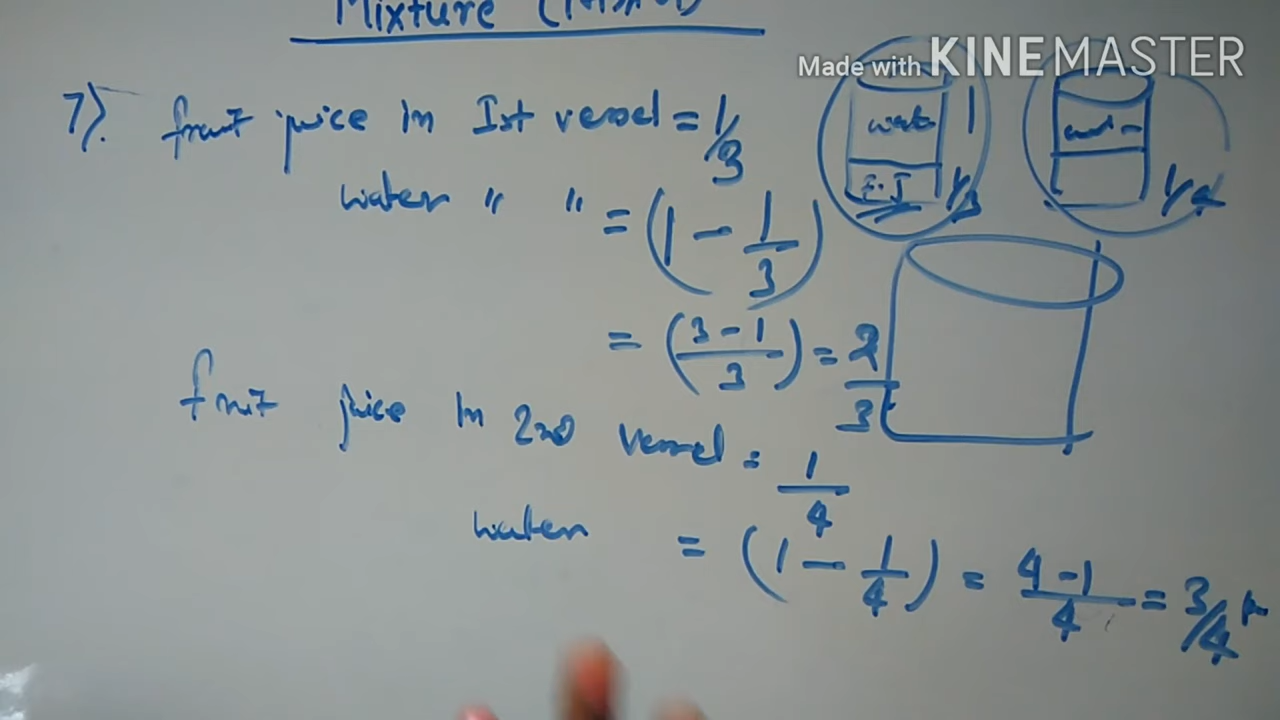 Mixture
Made with KINEMASTER
7). fruit juice in Ist vessel = 1/3
water " " = (1 - 1/3)
= (3-1/3) = 2/3
fruit juice in 2nd vessel = 1/4
water = (1 - 1/4) = 4-1/4 = 3/4
water 1
F.J 1/3
1/4